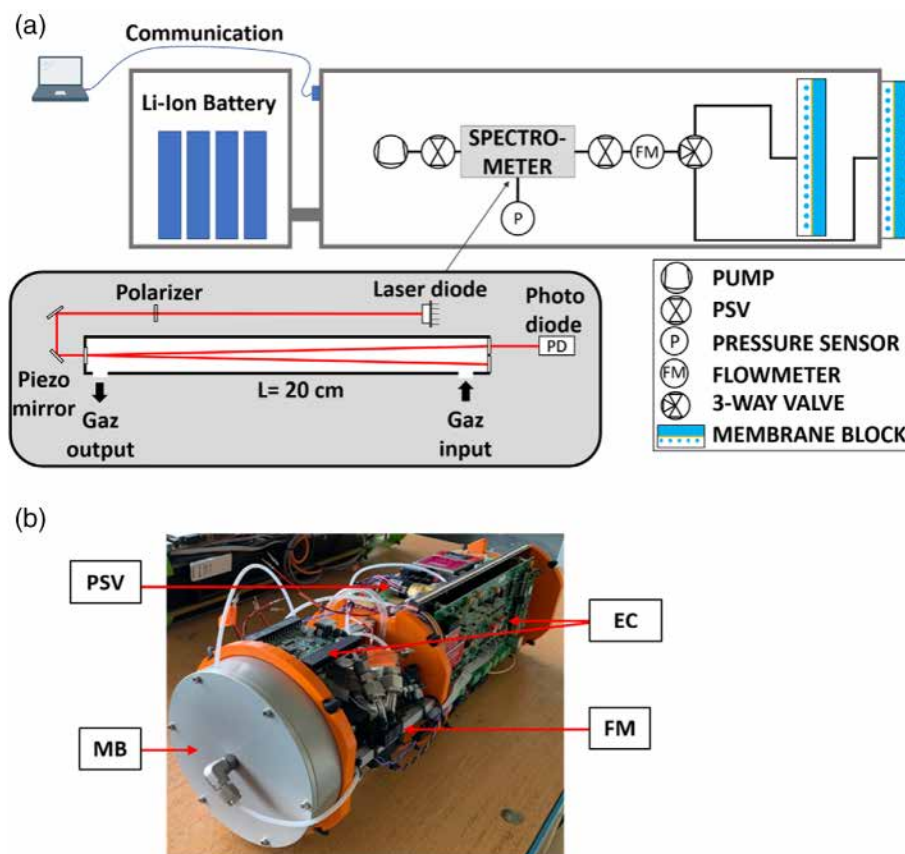 (a)
Communication
Li-Ion Battery
SPECTRO-
METER
FM
P
Polarizer
Laser diode
Photo
diode
PD
Piezo
mirror
L= 20 cm
Gaz
output
Gaz
input
PUMP
PSV
P
PRESSURE SENSOR
FM
FLOWMETER
3-WAY VALVE
MEMBRANE BLOCK
(b)
PSV
EC
MB
FM